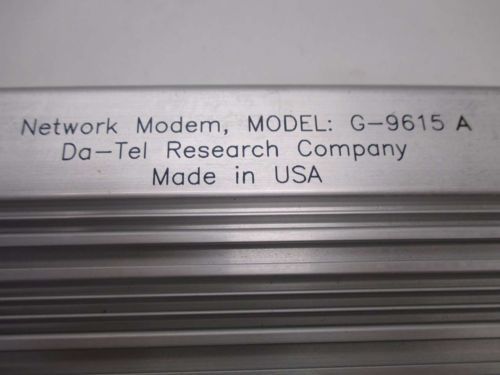 Network Modem, MODEL: G-9615 A
Da-Tel Research Company
Made in USA